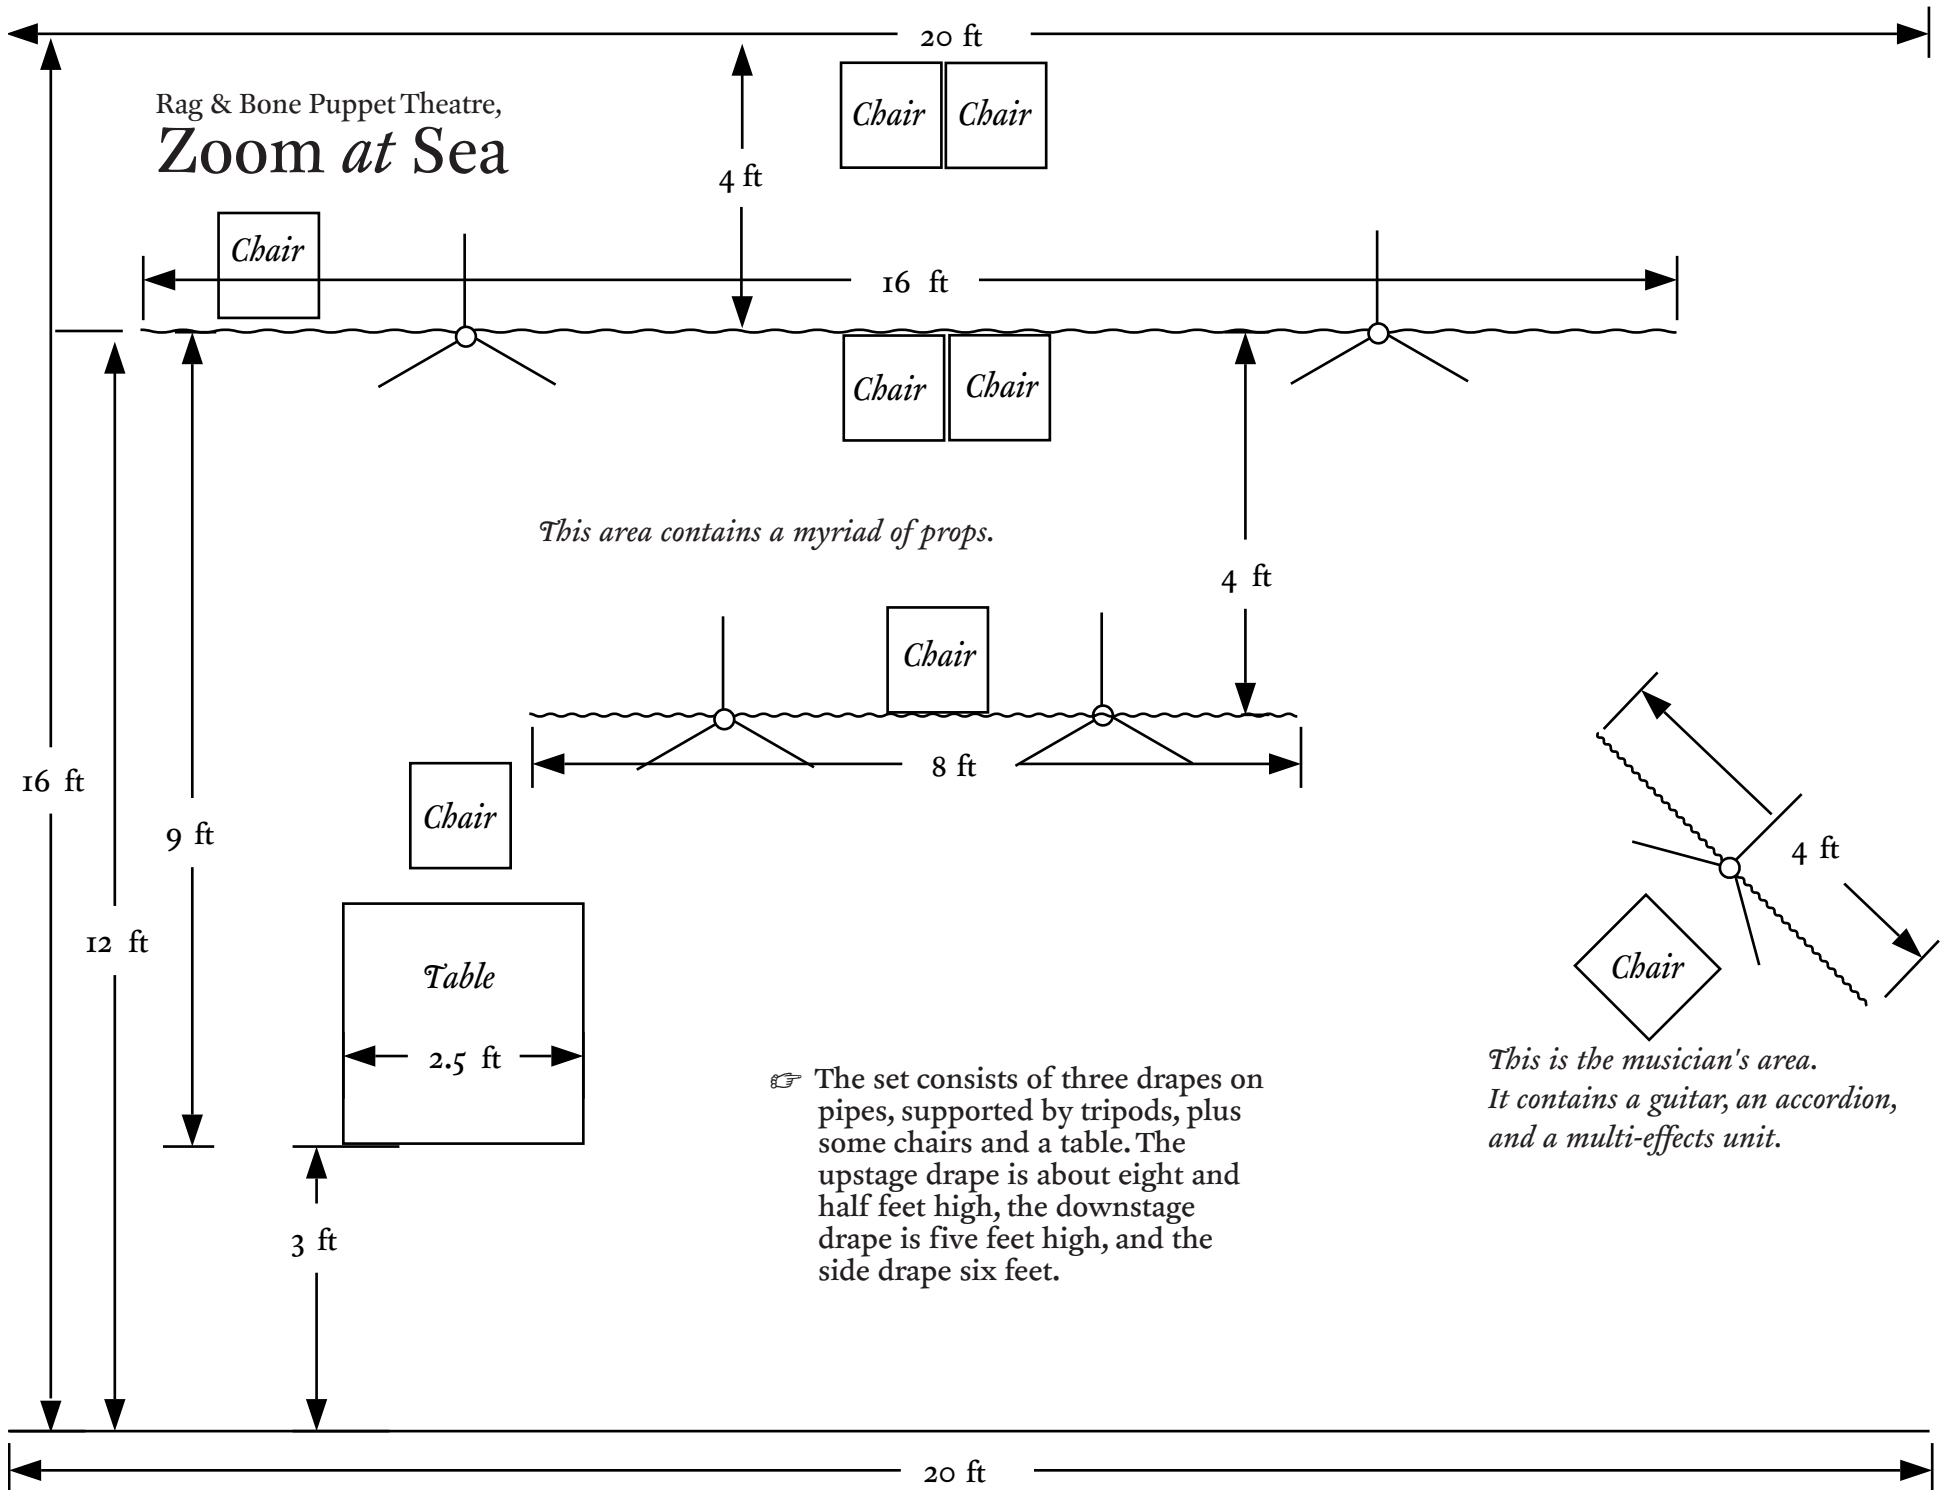 20 ft
Rag & Bone Puppet Theatre,
Zoom at Sea
Chair
Chair
4 ft
Chair
16 ft
Chair
Chair
This area contains a myriad of props.
4 ft
Chair
8 ft
16 ft
9 ft
Chair
4 ft
12 ft
Table
Chair
2.5 ft
This is the musician's area.
It contains a guitar, an accordion,
and a multi-effects unit.
☞ The set consists of three drapes on
pipes, supported by tripods, plus
some chairs and a table. The
upstage drape is about eight and
half feet high, the downstage
drape is five feet high, and the
side drape six feet.
3 ft
20 ft